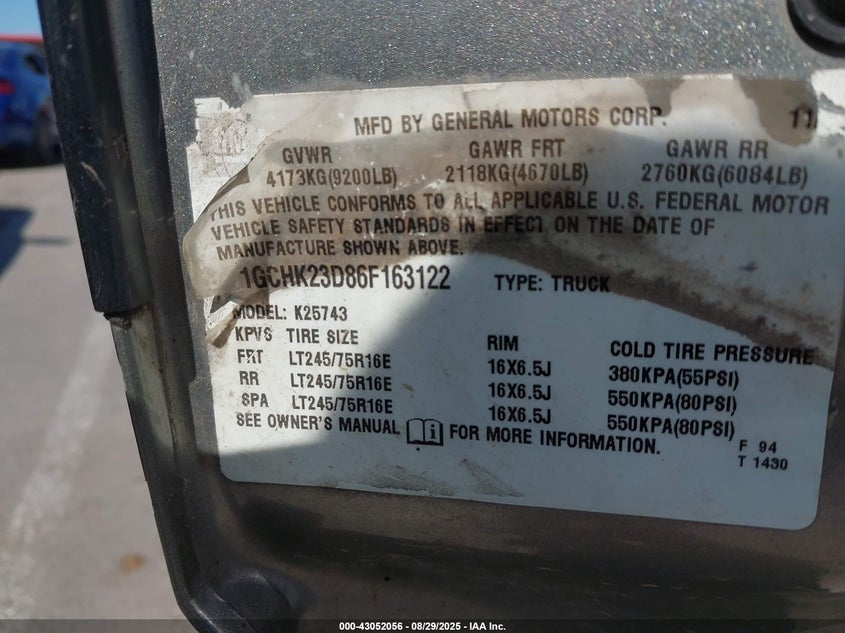 MFD BY GENERAL MOTORS CORP. 11/
GVWR GAWR FRT GAWR RR
4173KG(9200LB) 2118KG(4670LB) 2760KG(6084LB)
THIS VEHICLE CONFORMS TO ALL APPLICABLE U.S. FEDERAL MOTOR
VEHICLE SAFETY STANDARDS IN EFFECT ON THE DATE OF
MANUFACTURE SHOWN ABOVE.
1GCHK23D86F163122 TYPE: TRUCK
MODEL: K25743
KPVS TIRE SIZE RIM COLD TIRE PRESSURE
FRT LT245/75R16E 16X6.5J 380KPA(55PSI)
RR LT245/75R16E 16X6.5J 550KPA(80PSI)
SPA LT245/75R16E 16X6.5J 550KPA(80PSI)
SEE OWNER'S MANUAL FOR MORE INFORMATION.
F 94
T 1430
000-43052056 - 08/29/2025 - IAA Inc.